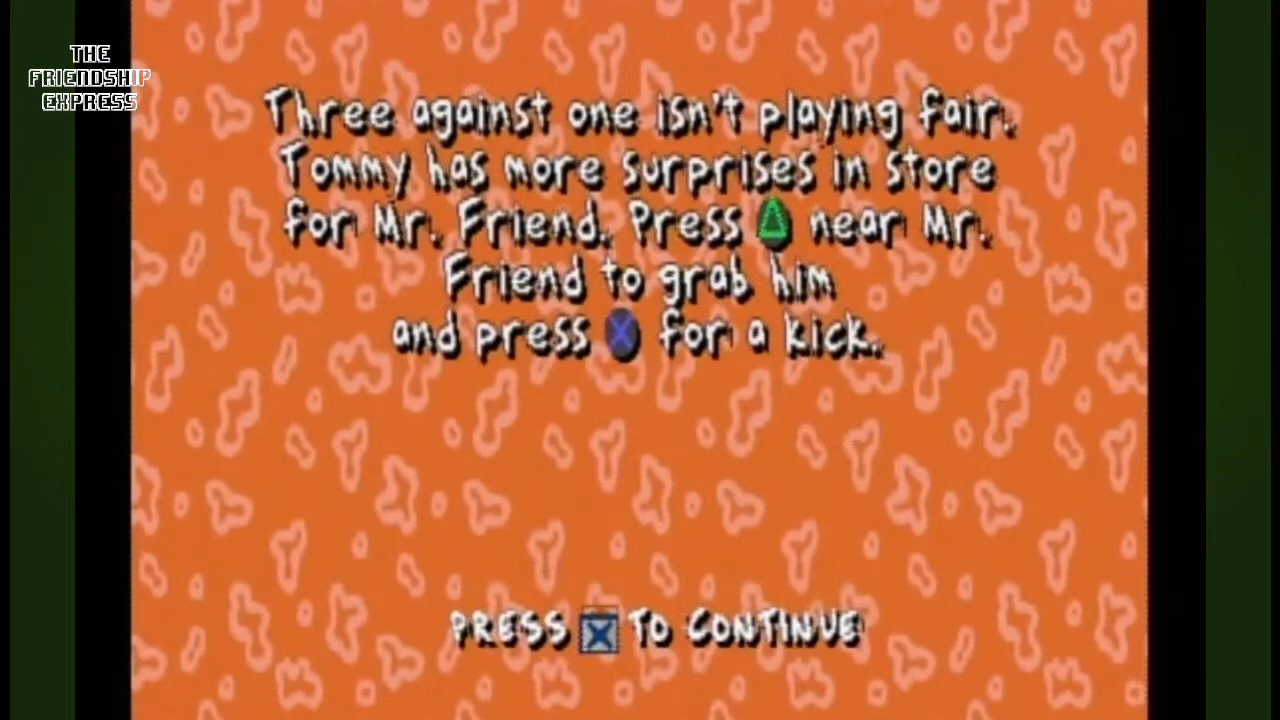 THE
FRIENDSHIP
EXPRESS
Three against one isn't playing fair.
Tommy has more surprises in store
for Mr. Friend. Press △ near Mr.
Friend to grab him
and press X for a kick.
PRESS X TO CONTINUE